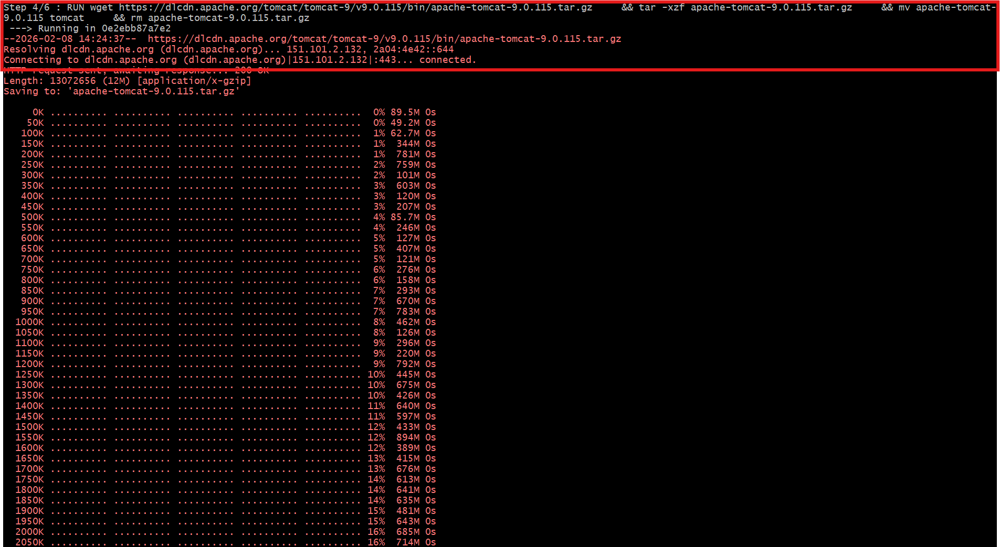 Step 4/6 : RUN wget https://dlcdn.apache.org/tomcat/tomcat-9/v9.0.115/bin/apache-tomcat-9.0.115.tar.gz     && tar -xzf apache-tomcat-9.0.115.tar.gz     && mv apache-tomcat-
9.0.115 tomcat     && rm apache-tomcat-9.0.115.tar.gz
 ---> Running in 0e2ebb87a7e2
--2026-02-08 14:24:37--  https://dlcdn.apache.org/tomcat/tomcat-9/v9.0.115/bin/apache-tomcat-9.0.115.tar.gz
Resolving dlcdn.apache.org (dlcdn.apache.org)... 151.101.2.132, 2a04:4e42::644
Connecting to dlcdn.apache.org (dlcdn.apache.org)|151.101.2.132|:443... connected.
HTTP request sent, awaiting response... 200 OK
Length: 13072656 (12M) [application/x-gzip]
Saving to: 'apache-tomcat-9.0.115.tar.gz'
     0K .......... .......... .......... .......... ..........  0% 89.5M 0s
    50K .......... .......... .......... .......... ..........  0% 49.2M 0s
   100K .......... .......... .......... .......... ..........  1% 62.7M 0s
   150K .......... .......... .......... .......... ..........  1%  344M 0s
   200K .......... .......... .......... .......... ..........  1%  781M 0s
   250K .......... .......... .......... .......... ..........  2%  759M 0s
   300K .......... .......... .......... .......... ..........  2%  101M 0s
   350K .......... .......... .......... .......... ..........  3%  603M 0s
   400K .......... .......... .......... .......... ..........  3%  120M 0s
   450K .......... .......... .......... .......... ..........  3%  207M 0s
   500K .......... .......... .......... .......... ..........  4% 85.7M 0s
   550K .......... .......... .......... .......... ..........  4%  246M 0s
   600K .......... .......... .......... .......... ..........  5%  127M 0s
   650K .......... .......... .......... .......... ..........  5%  407M 0s
   700K .......... .......... .......... .......... ..........  5%  121M 0s
   750K .......... .......... .......... .......... ..........  6%  276M 0s
   800K .......... .......... .......... .......... ..........  6%  158M 0s
   850K .......... .......... .......... .......... ..........  7%  293M 0s
   900K .......... .......... .......... .......... ..........  7%  670M 0s
   950K .......... .......... .......... .......... ..........  7%  783M 0s
  1000K .......... .......... .......... .......... ..........  8%  462M 0s
  1050K .......... .......... .......... .......... ..........  8%  126M 0s
  1100K .......... .......... .......... .......... ..........  9%  296M 0s
  1150K .......... .......... .......... .......... ..........  9%  220M 0s
  1200K .......... .......... .......... .......... ..........  9%  792M 0s
  1250K .......... .......... .......... .......... .......... 10%  445M 0s
  1300K .......... .......... .......... .......... .......... 10%  675M 0s
  1350K .......... .......... .......... .......... .......... 10%  426M 0s
  1400K .......... .......... .......... .......... .......... 11%  640M 0s
  1450K .......... .......... .......... .......... .......... 11%  597M 0s
  1500K .......... .......... .......... .......... .......... 12%  433M 0s
  1550K .......... .......... .......... .......... .......... 12%  894M 0s
  1600K .......... .......... .......... .......... .......... 12%  389M 0s
  1650K .......... .......... .......... .......... .......... 13%  415M 0s
  1700K .......... .......... .......... .......... .......... 13%  676M 0s
  1750K .......... .......... .......... .......... .......... 14%  613M 0s
  1800K .......... .......... .......... .......... .......... 14%  641M 0s
  1850K .......... .......... .......... .......... .......... 14%  635M 0s
  1900K .......... .......... .......... .......... .......... 15%  481M 0s
  1950K .......... .......... .......... .......... .......... 15%  643M 0s
  2000K .......... .......... .......... .......... .......... 16%  685M 0s
  2050K .......... .......... .......... .......... .......... 16%  714M 0s